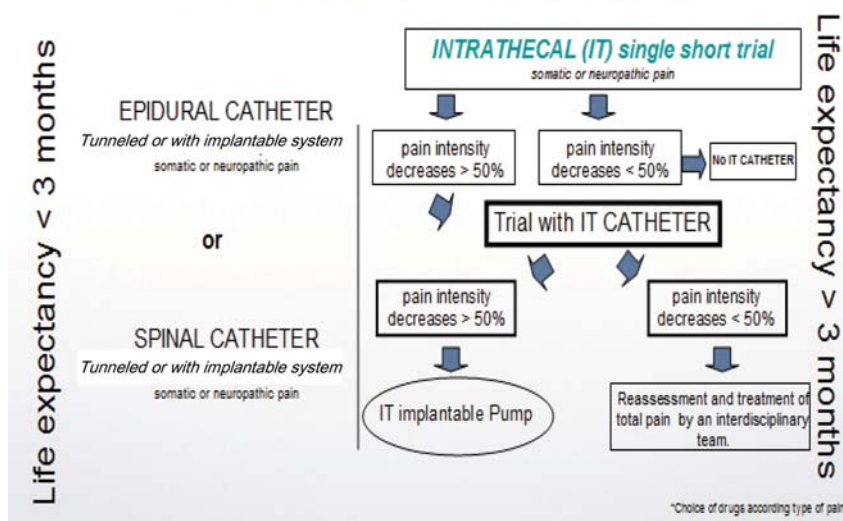 Life expectancy < 3 months
EPIDURAL CATHETER
Tunneled or with implantable system
somatic or neuropathic pain
or
SPINAL CATHETER
Tunneled or with implantable system
somatic or neuropathic pain
INTRATHECAL (IT) single short trial
somatic or neuropathic pain
pain intensity
decreases > 50%
pain intensity
decreases < 50%
No IT CATHETER
Trial with IT CATHETER
pain intensity
decreases > 50%
pain intensity
decreases < 50%
IT implantable Pump
Reassessment and treatment of
total pain by an interdisciplinary
team.
Life expectancy > 3 months
*Choice of drugs according type of pain